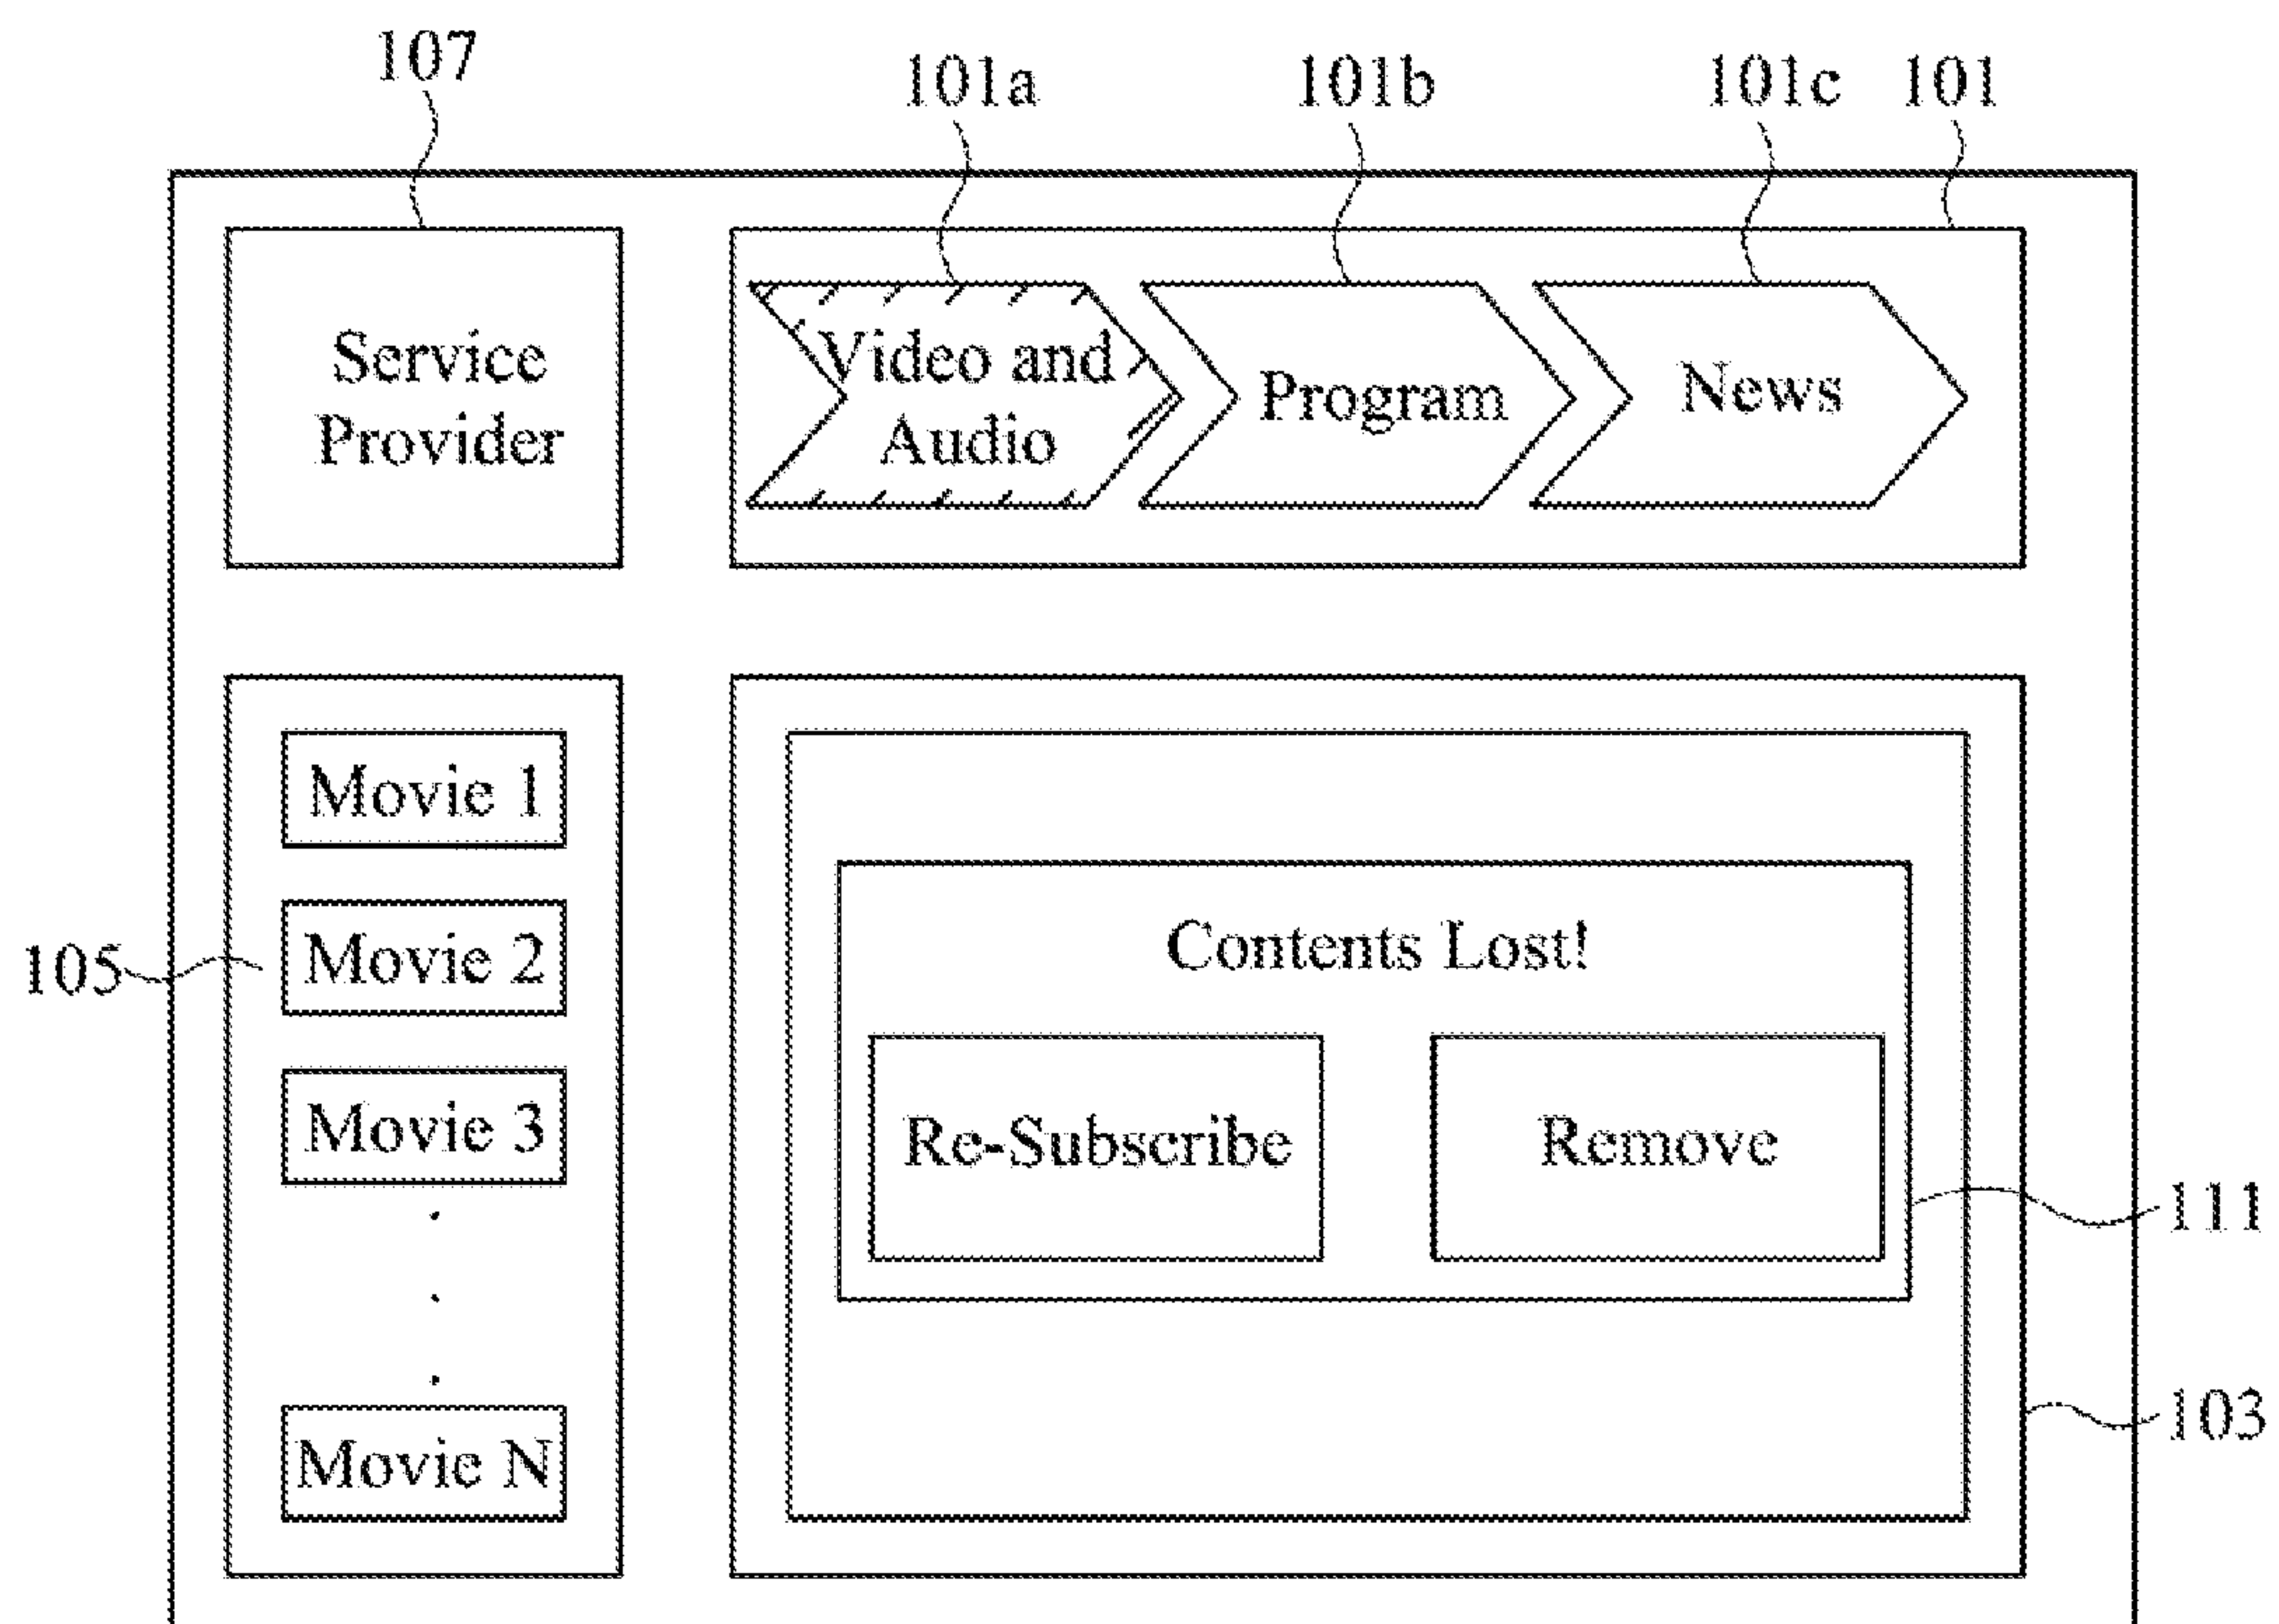 107
101a
101b
101c
101
Service
Provider
Video and
Audio
Program
News
Movie 1
Movie 2
Movie 3
Movie N
105
Contents Lost!
Re-Subscribe
Remove
111
103